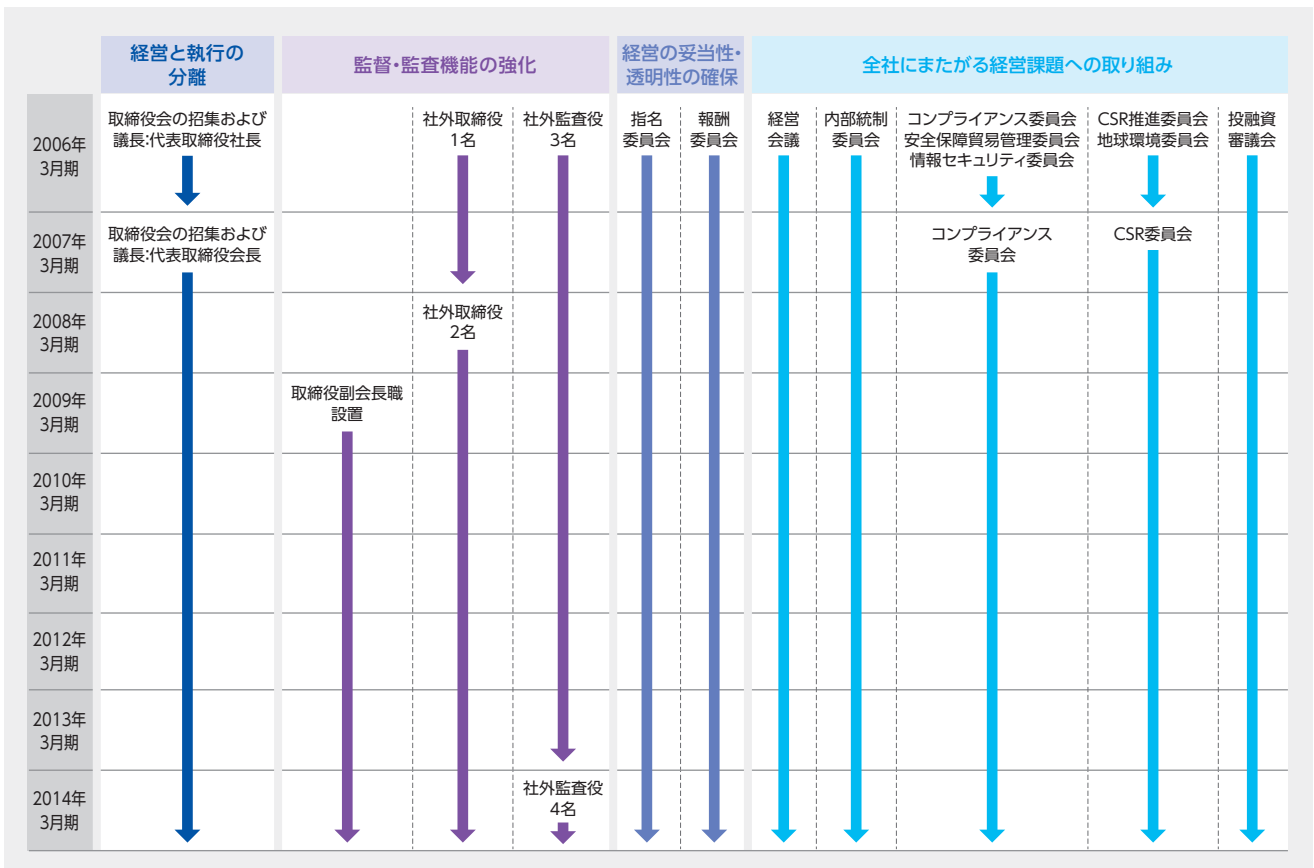 経営と執行の
分離
監督・監査機能の強化
経営の妥当性・
透明性の確保
全社にまたがる経営課題への取り組み
2006年
3月期
取締役会の招集および
議長:代表取締役社長
社外取締役
1名
社外監査役
3名
指名
委員会
報酬
委員会
経営
会議
内部統制
委員会
コンプライアンス委員会
安全保障貿易管理委員会
情報セキュリティ委員会
CSR推進委員会
地球環境委員会
投融資
審議会
2007年
3月期
取締役会の招集および
議長:代表取締役会長
コンプライアンス
委員会
CSR委員会
2008年
3月期
社外取締役
2名
2009年
3月期
取締役副会長職
設置
2010年
3月期
2011年
3月期
2012年
3月期
2013年
3月期
2014年
3月期
社外監査役
4名